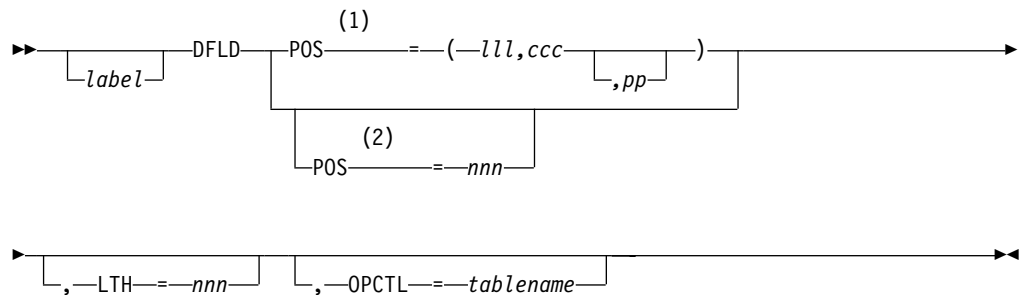 (1)
DFLD POS = ( lll,ccc )
label ,pp
(2)
POS = nnn
, LTH = nnn , OPCTL = tablename